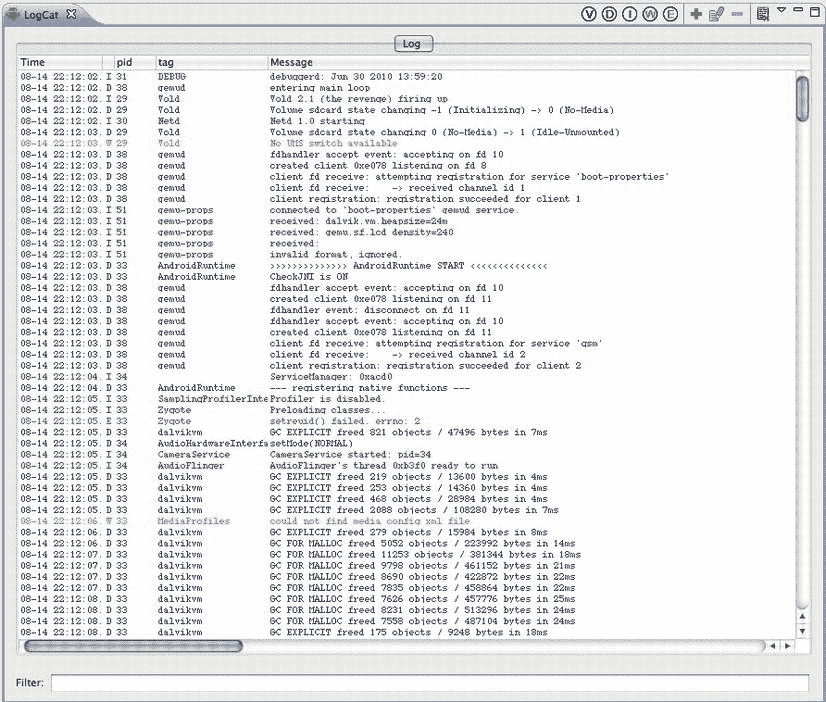 LogCat
V D I W E
Log
Time pid tag Message
08-14 22:12:02. I 31 DEBUG debuggerd: Jun 30 2010 13:59:20
08-14 22:12:02. D 38 qemud entering main loop
08-14 22:12:02. I 29 Vold Vold 2.1 (the revenge) firing up
08-14 22:12:02. D 29 Vold Volume sdcard state changing -1 (Initializing) -> 0 (No-Media)
08-14 22:12:02. I 30 Netd Netd 1.0 starting
08-14 22:12:03. D 29 Vold Volume sdcard state changing 0 (No-Media) -> 1 (Idle-Unmounted)
08-14 22:12:03. W 29 Vold No UMS switch available
08-14 22:12:03. D 38 qemud fdhandler accept event: accepting on fd 10
08-14 22:12:03. D 38 qemud created client 0xe078 listening on fd 8
08-14 22:12:03. D 38 qemud client fd receive: attempting registration for service 'boot-properties'
08-14 22:12:03. D 38 qemud client fd receive: -> received channel id 1
08-14 22:12:03. D 38 qemud client registration: registration succeeded for client 1
08-14 22:12:03. I 51 qemu-props connected to 'boot-properties' qemud service.
08-14 22:12:03. I 51 qemu-props received: dalvik.vm.heapsize=24m
08-14 22:12:03. I 51 qemu-props received: qemu.sf.lcd density=240
08-14 22:12:03. I 51 qemu-props received:
08-14 22:12:03. I 51 qemu-props invalid format, ignored.
08-14 22:12:03. D 33 AndroidRuntime >>>>>>>>>>>>>> AndroidRuntime START <<<<<<<<<<<<<<
08-14 22:12:03. D 33 AndroidRuntime CheckJNI is ON
08-14 22:12:03. D 38 qemud fdhandler accept event: accepting on fd 10
08-14 22:12:03. D 38 qemud created client 0xe078 listening on fd 11
08-14 22:12:03. D 38 qemud fdhandler event: disconnect on fd 11
08-14 22:12:03. D 38 qemud fdhandler accept event: accepting on fd 10
08-14 22:12:03. D 38 qemud created client 0xe078 listening on fd 11
08-14 22:12:03. D 38 qemud client fd receive: attempting registration for service 'gsm'
08-14 22:12:03. D 38 qemud client fd receive: -> received channel id 2
08-14 22:12:03. D 38 qemud client registration: registration succeeded for client 2
08-14 22:12:04. I 34 ServiceManager: 0xacd0
08-14 22:12:04. D 33 AndroidRuntime --- registering native functions ---
08-14 22:12:05. I 33 SamplingProfilerInte Profiler is disabled.
08-14 22:12:05. I 33 Zygote Preloading classes...
08-14 22:12:05. E 33 Zygote setreuid() failed. errno: 2
08-14 22:12:05. D 33 dalvikvm GC EXPLICIT freed 821 objects / 47496 bytes in 7ms
08-14 22:12:05. D 34 AudioHardwareInterfa setMode(NORMAL)
08-14 22:12:05. I 34 CameraService CameraService started: pid=34
08-14 22:12:05. I 34 AudioFlinger AudioFlinger's thread 0xb3f0 ready to run
08-14 22:12:05. D 33 dalvikvm GC EXPLICIT freed 219 objects / 13600 bytes in 4ms
08-14 22:12:05. D 33 dalvikvm GC EXPLICIT freed 253 objects / 14360 bytes in 4ms
08-14 22:12:05. D 33 dalvikvm GC EXPLICIT freed 468 objects / 28984 bytes in 4ms
08-14 22:12:05. D 33 dalvikvm GC EXPLICIT freed 2088 objects / 108280 bytes in 7ms
08-14 22:12:06. W 33 MediaProfiles could not find media config xml file
08-14 22:12:06. D 33 dalvikvm GC EXPLICIT freed 279 objects / 15984 bytes in 8ms
08-14 22:12:06. D 33 dalvikvm GC FOR MALLOC freed 5052 objects / 223992 bytes in 14ms
08-14 22:12:07. D 33 dalvikvm GC FOR MALLOC freed 11253 objects / 381344 bytes in 18ms
08-14 22:12:07. D 33 dalvikvm GC FOR MALLOC freed 9798 objects / 461152 bytes in 21ms
08-14 22:12:07. D 33 dalvikvm GC FOR MALLOC freed 8690 objects / 422872 bytes in 22ms
08-14 22:12:07. D 33 dalvikvm GC FOR MALLOC freed 7835 objects / 458864 bytes in 22ms
08-14 22:12:08. D 33 dalvikvm GC FOR MALLOC freed 7626 objects / 457776 bytes in 25ms
08-14 22:12:08. D 33 dalvikvm GC FOR MALLOC freed 8231 objects / 513296 bytes in 24ms
08-14 22:12:08. D 33 dalvikvm GC FOR MALLOC freed 7558 objects / 487104 bytes in 24ms
08-14 22:12:08. D 33 dalvikvm GC EXPLICIT freed 175 objects / 9248 bytes in 18ms
Filter: